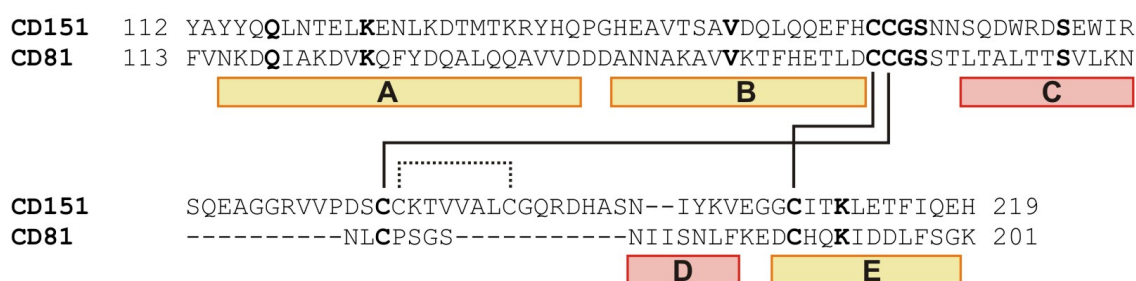 CD151 112 YAYYQQLNTELKENLKDTMTKRYHQPGHEAVTSAVDQLQQEFHCCGSNNSQDWRDSEWIR
CD81 113 FVNKDQIAKDVKQFYDQALQQAVVDDDANNAKAVVKTFHETLDCCGSSTLTALTTSVLKN
A B C
CD151 SQEAGGRVVPDSCCKTVVALCGQRDHASN--IYKVEGGCITKLETFIQEH 219
CD81 ----------NLCPSGS-----------NIISNLFKEDCHQKIDDLFSGK 201
D E